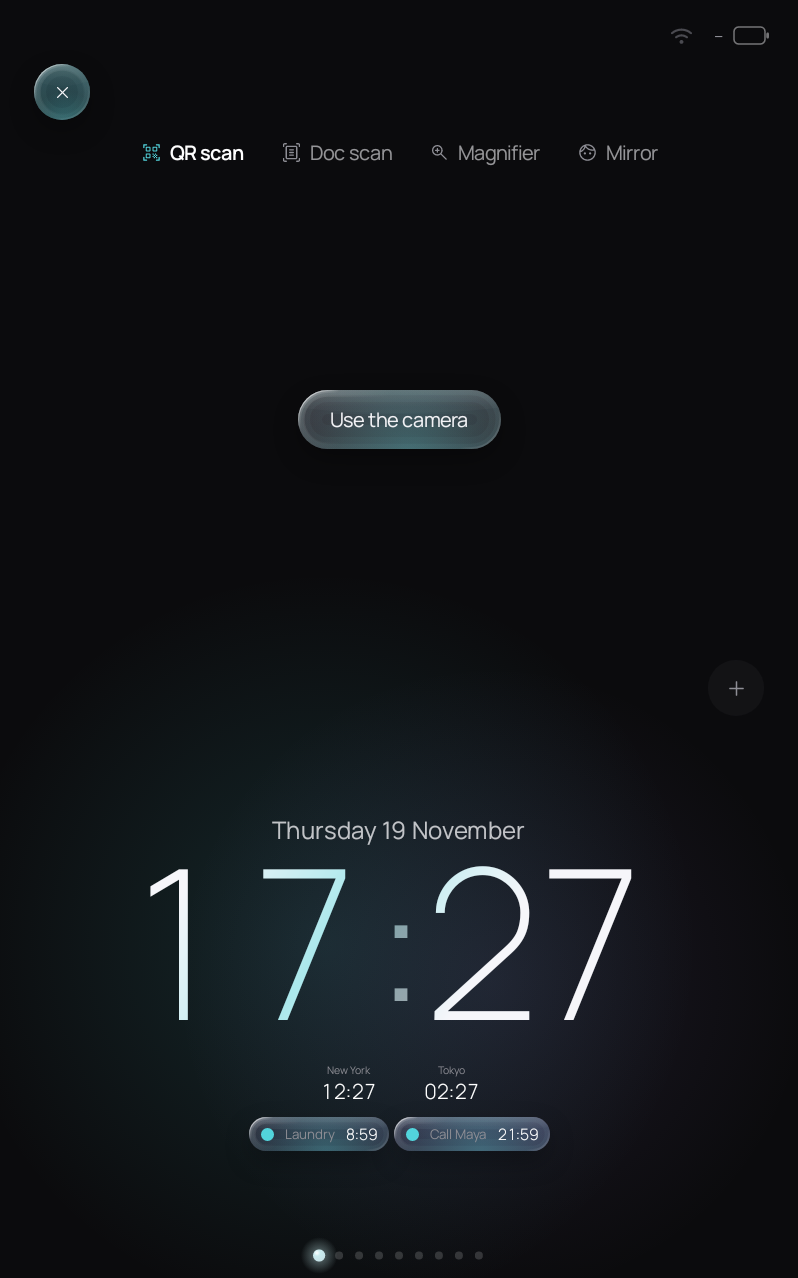 –
QR scan Doc scan Magnifier Mirror
Use the camera
Thursday 19 November
17:27
New York Tokyo
12:27 02:27
Laundry 8:59 Call Maya 21:59